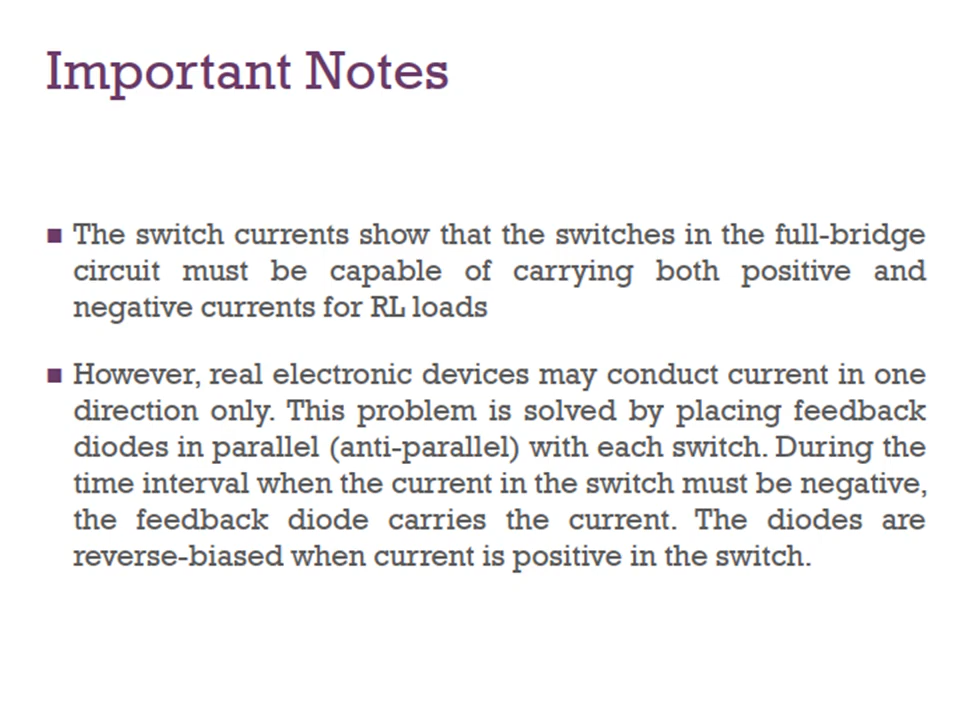 Important Notes
■ The switch currents show that the switches in the full-bridge
circuit must be capable of carrying both positive and
negative currents for RL loads
■ However, real electronic devices may conduct current in one
direction only. This problem is solved by placing feedback
diodes in parallel (anti-parallel) with each switch. During the
time interval when the current in the switch must be negative,
the feedback diode carries the current. The diodes are
reverse-biased when current is positive in the switch.